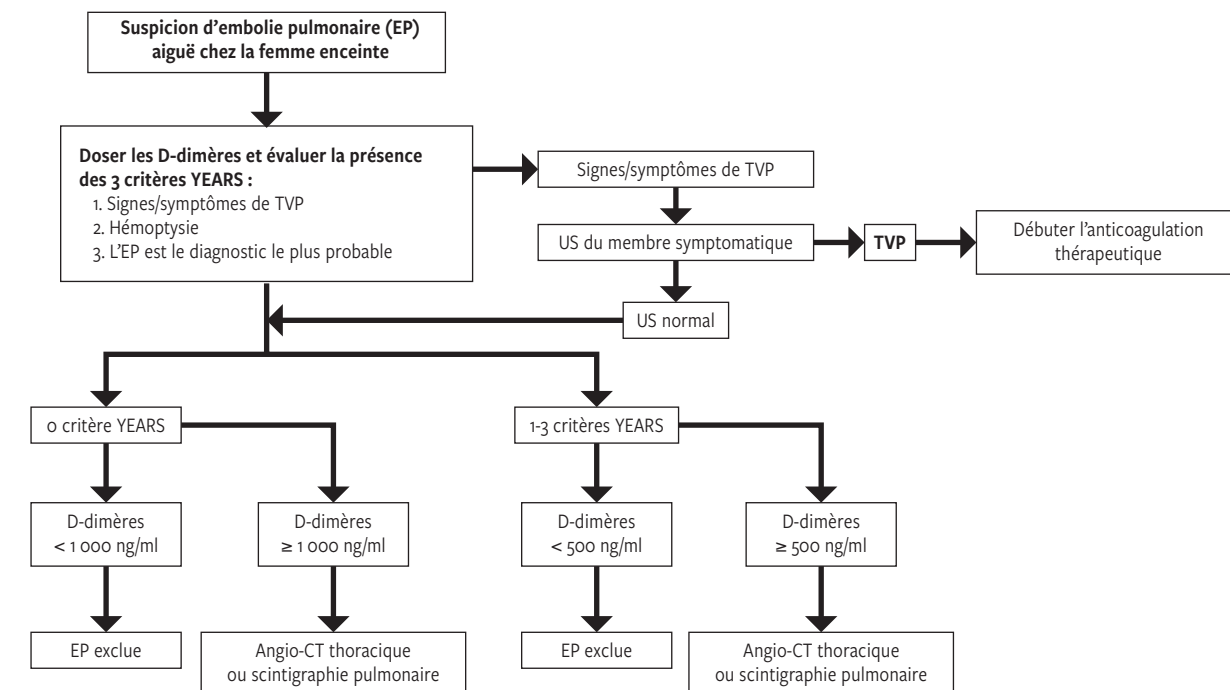 Suspicion d’embolie pulmonaire (EP)
aiguë chez la femme enceinte
Doser les D-dimères et évaluer la présence
des 3 critères YEARS :
1. Signes/symptômes de TVP
2. Hémoptysie
3. L’EP est le diagnostic le plus probable
Signes/symptômes de TVP
US du membre symptomatique
TVP
Débuter l’anticoagulation
thérapeutique
US normal
0 critère YEARS
1-3 critères YEARS
D-dimères
< 1 000 ng/ml
D-dimères
≥ 1 000 ng/ml
D-dimères
< 500 ng/ml
D-dimères
≥ 500 ng/ml
EP exclue
Angio-CT thoracique
ou scintigraphie pulmonaire
EP exclue
Angio-CT thoracique
ou scintigraphie pulmonaire